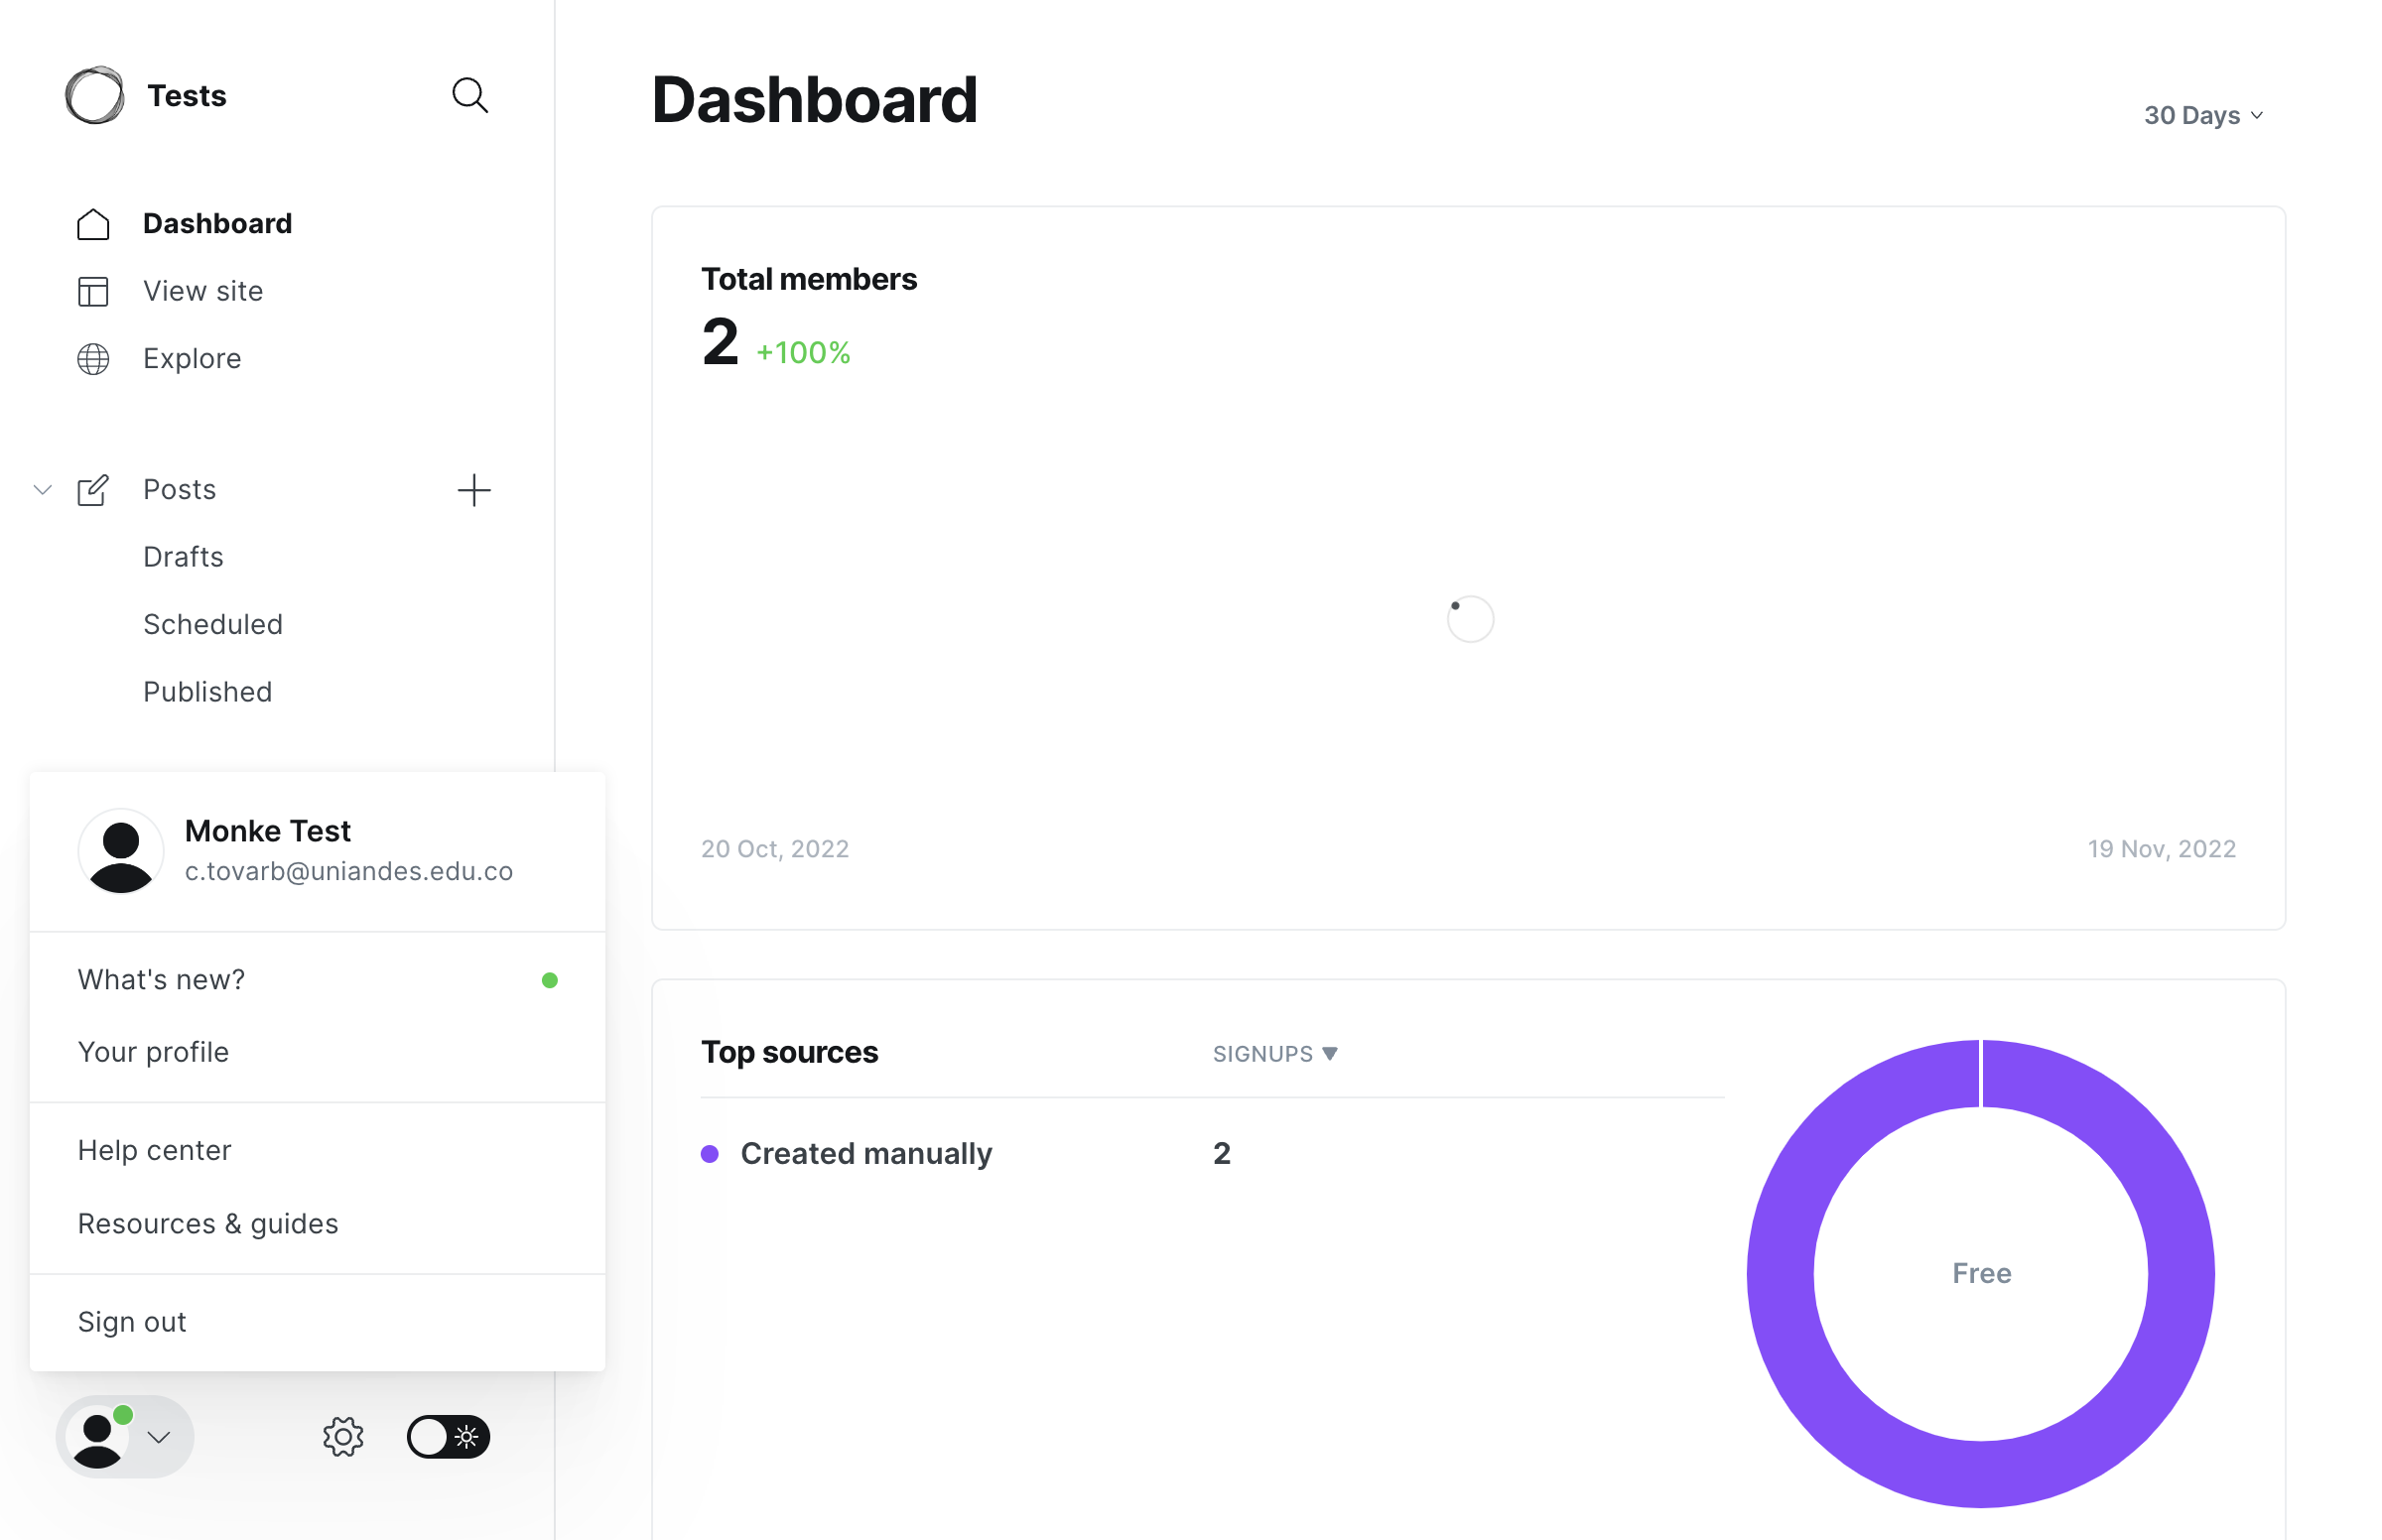 Tests
Dashboard
View site
Explore
Posts
Drafts
Scheduled
Published
Monke Test
c.tovarb@uniandes.edu.co
What's new?
Your profile
Help center
Resources & guides
Sign out
Dashboard
30 Days
Total members
2 +100%
20 Oct, 2022
19 Nov, 2022
Top sources
SIGNUPS
Created manually
2
Free